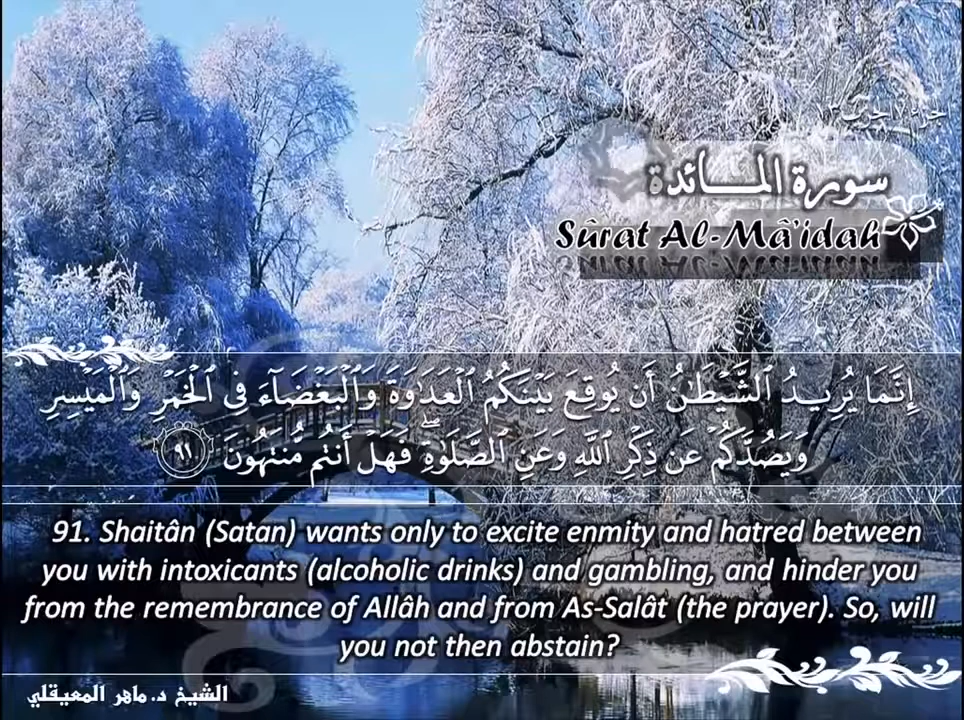 سورة المائدة
Sûrat Al-Mâ'idah
إِنَّمَا يُرِيدُ ٱلشَّيْطَٰنُ أَن يُوقِعَ بَيْنَكُمُ ٱلْعَدَٰوَةَ وَٱلْبَغْضَآءَ فِى ٱلْخَمْرِ وَٱلْمَيْسِرِ
وَيَصُدَّكُمْ عَن ذِكْرِ ٱللَّهِ وَعَنِ ٱلصَّلَوٰةِ ۖ فَهَلْ أَنتُم مُّنتَهُونَ ٩١
91. Shaitân (Satan) wants only to excite enmity and hatred between
you with intoxicants (alcoholic drinks) and gambling, and hinder you
from the remembrance of Allâh and from As-Salât (the prayer). So, will
you not then abstain?
الشيخ د. ماهر المعيقلي